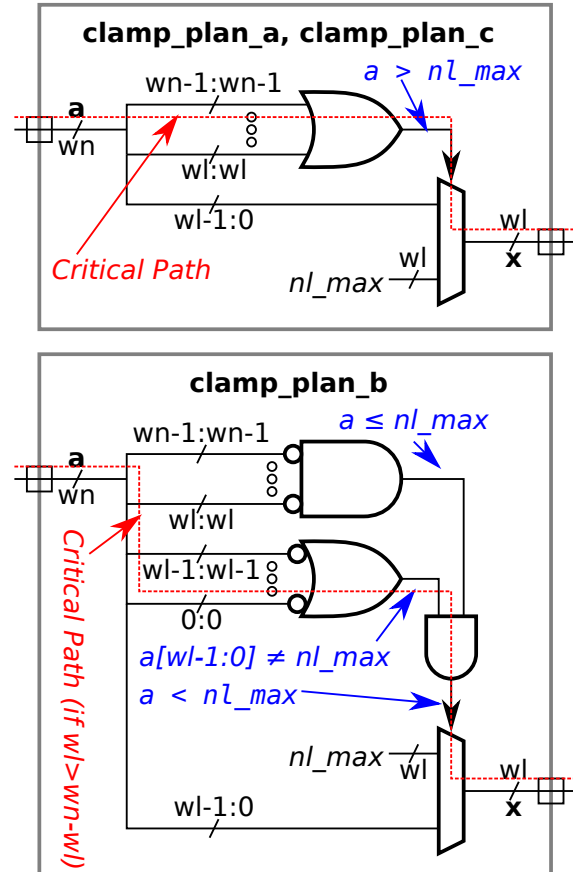 clamp_plan_a, clamp_plan_c
a > nl_max
wn-1:wn-1
a
wn
wl:wl
wl-1:0
wl
Critical Path
wl
nl_max
x
clamp_plan_b
a ≤ nl_max
wn-1:wn-1
a
wn
wl:wl
Critical Path (if wl>wn-wl)
wl-1:wl-1
0:0
a[wl-1:0] ≠ nl_max
a < nl_max
nl_max
wl
wl
x
wl-1:0